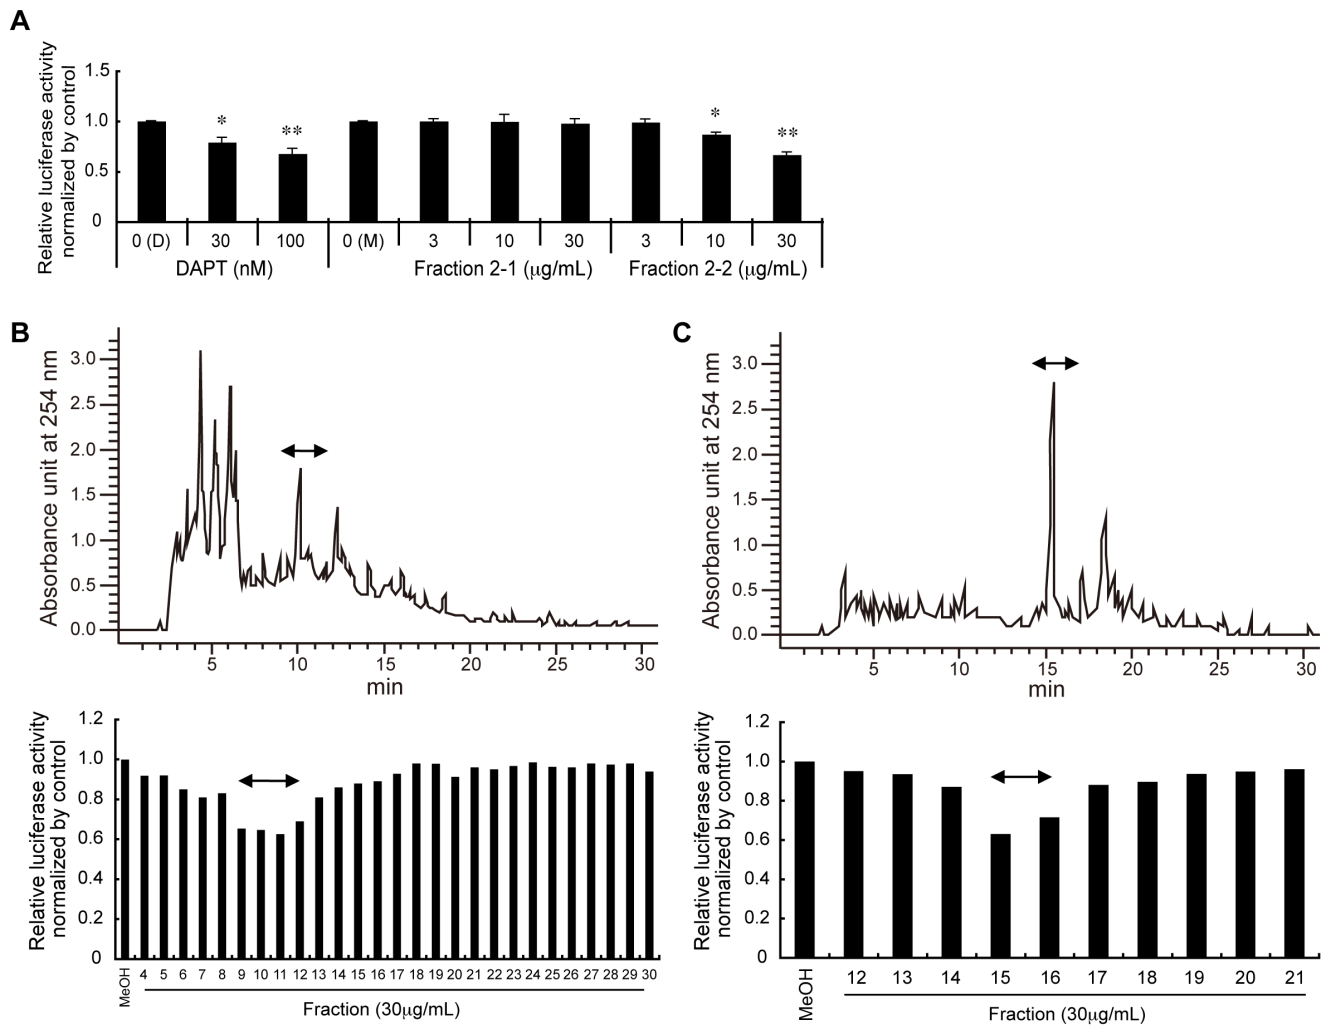 A
Relative luciferase activity
normalized by control
1.5
1.0
0.5
0
* ** * **
0 (D) 30 100 0 (M) 3 10 30 3 10 30
DAPT (nM) Fraction 2-1 (μg/mL) Fraction 2-2 (μg/mL)
B
Absorbance unit at 254 nm
3.0
2.5
2.0
1.5
1.0
0.5
0.0
5 10 15 20 25 30
min
Relative luciferase activity
normalized by control
1.2
1.0
0.8
0.6
0.4
0.2
0
MeOH 4 5 6 7 8 9 10 11 12 13 14 15 16 17 18 19 20 21 22 23 24 25 26 27 28 29 30
Fraction (30μg/mL)
C
Absorbance unit at 254 nm
3.0
2.5
2.0
1.5
1.0
0.5
0.0
5 10 15 20 25 30
min
Relative luciferase activity
normalized by control
1.2
1.0
0.8
0.6
0.4
0.2
0
MeOH 12 13 14 15 16 17 18 19 20 21
Fraction (30μg/mL)